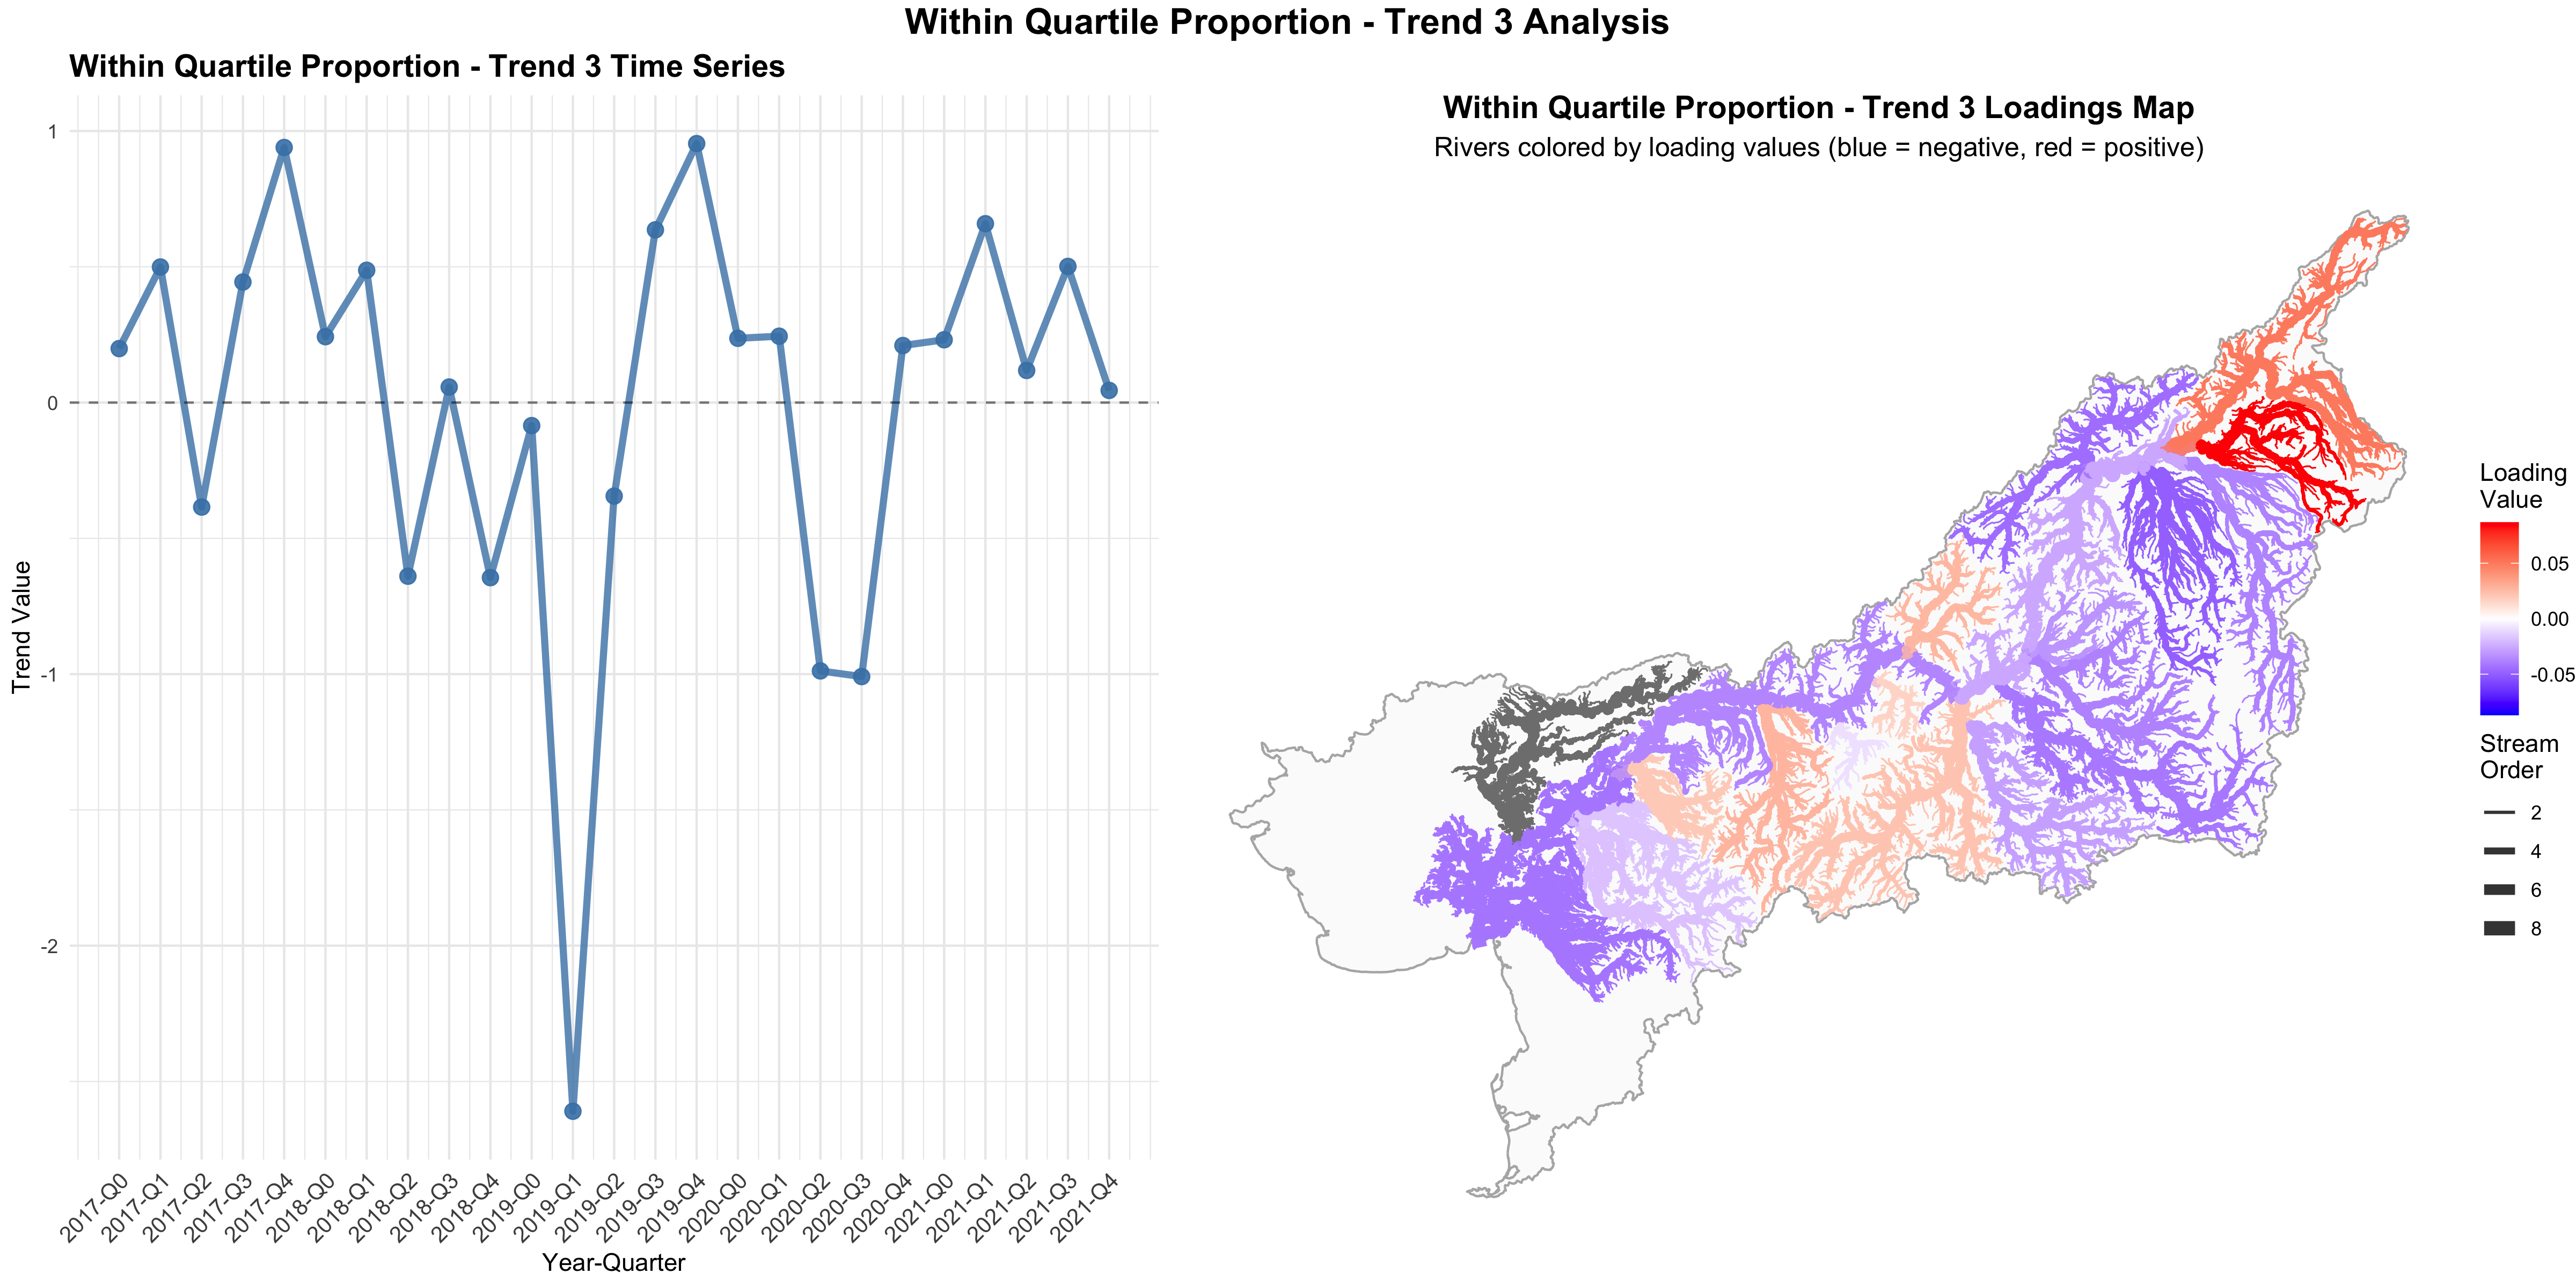 Within Quartile Proportion - Trend 3 Analysis
Within Quartile Proportion - Trend 3 Time Series
1
0
-1
-2
Trend Value
2017-Q0
2017-Q1
2017-Q2
2017-Q3
2017-Q4
2018-Q0
2018-Q1
2018-Q2
2018-Q3
2018-Q4
2019-Q0
2019-Q1
2019-Q2
2019-Q3
2019-Q4
2020-Q0
2020-Q1
2020-Q2
2020-Q3
2020-Q4
2021-Q0
2021-Q1
2021-Q2
2021-Q3
2021-Q4
Year-Quarter
Within Quartile Proportion - Trend 3 Loadings Map
Rivers colored by loading values (blue = negative, red = positive)
Loading
Value
0.05
0.00
-0.05
Stream
Order
2
4
6
8